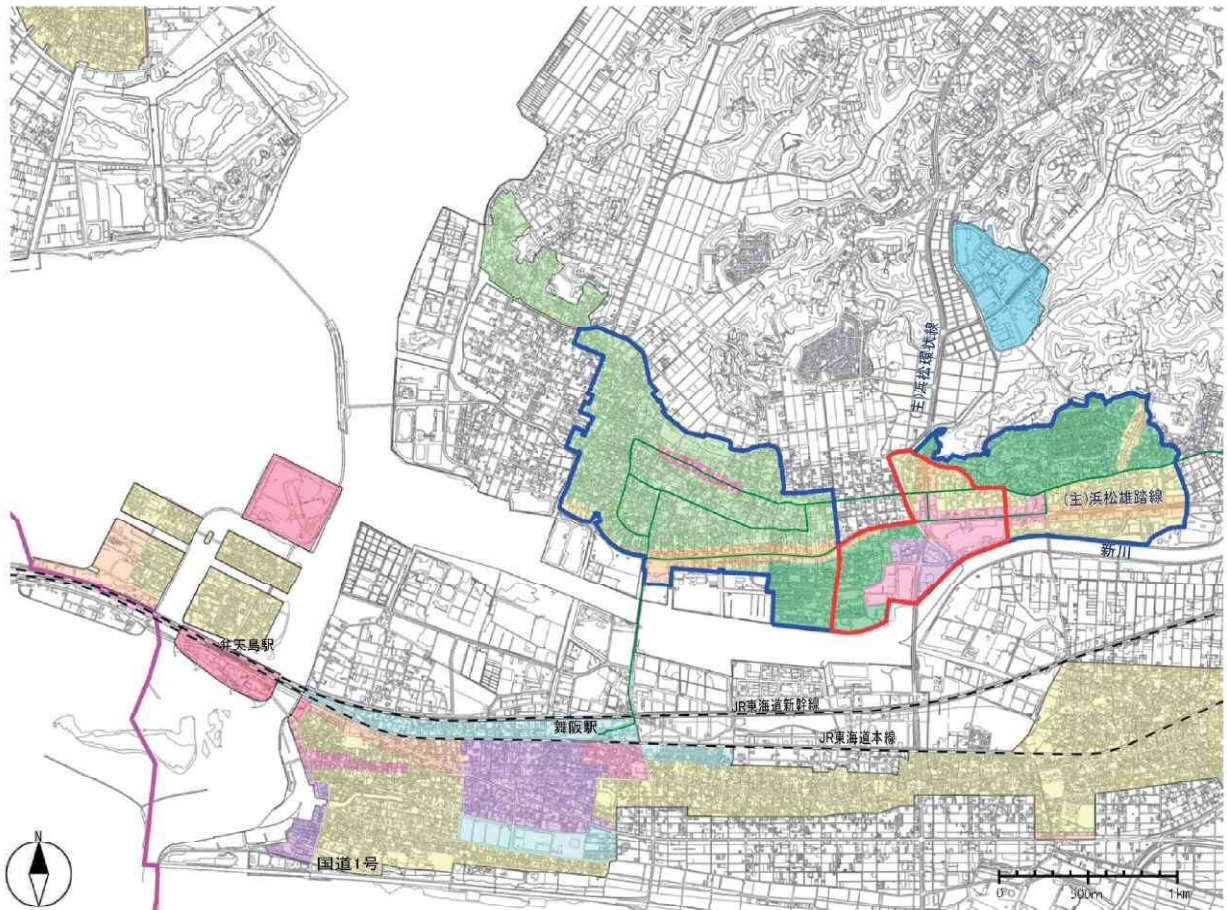 (主)浜松環状線
(主)浜松雄踏線
新川
弁天島駅
JR東海道新幹線
舞阪駅
JR東海道本線
国道1号
N
0 500m 1km